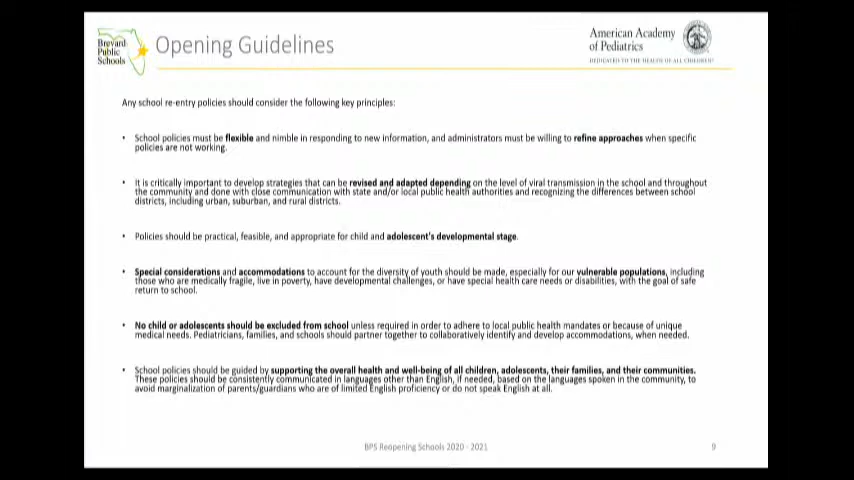 Brevard
Public
Schools
Opening Guidelines
American Academy
of Pediatrics
DEDICATED TO THE HEALTH OF ALL CHILDREN
Any school re-entry policies should consider the following key principles:
• School policies must be flexible and nimble in responding to new information, and administrators must be willing to refine approaches when specific
policies are not working.
• It is critically important to develop strategies that can be revised and adapted depending on the level of viral transmission in the school and throughout
the community and done with close communication with state and/or local public health authorities and recognizing the differences between school
districts, including urban, suburban, and rural districts.
• Policies should be practical, feasible, and appropriate for child and adolescent's developmental stage.
• Special considerations and accommodations to account for the diversity of youth should be made, especially for our vulnerable populations, including
those who are medically fragile, live in poverty, have developmental challenges, or have special health care needs or disabilities, with the goal of safe
return to school.
• No child or adolescents should be excluded from school unless required in order to adhere to local public health mandates or because of unique
medical needs. Pediatricians, families, and schools should partner together to collaboratively identify and develop accommodations, when needed.
• School policies should be guided by supporting the overall health and well-being of all children, adolescents, their families, and their communities.
These policies should be consistently communicated in languages other than English, if needed, based on the languages spoken in the community, to
avoid marginalization of parents/guardians who are of limited English proficiency or do not speak English at all.
BPS Reopening Schools 2020 - 2021
9